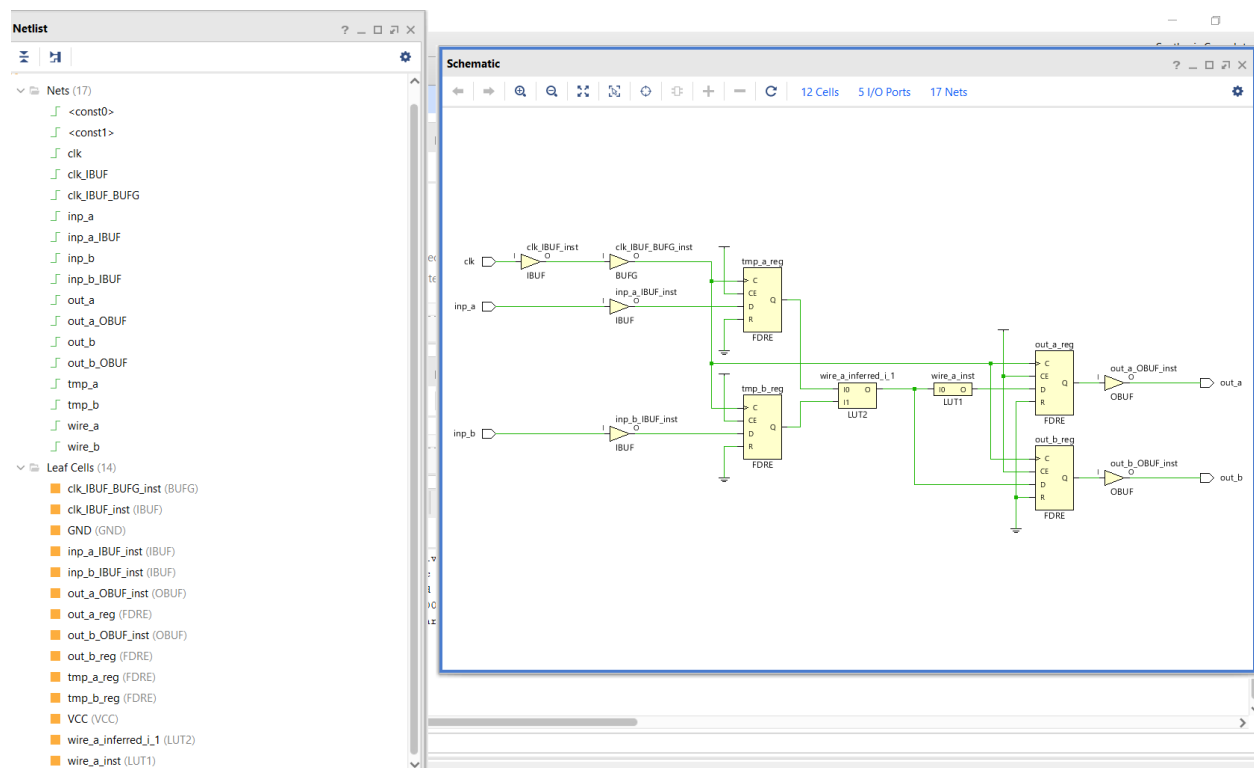 Netlist
Nets (17)
<const0>
<const1>
clk
clk_IBUF
clk_IBUF_BUFG
inp_a
inp_a_IBUF
inp_b
inp_b_IBUF
out_a
out_a_OBUF
out_b
out_b_OBUF
tmp_a
tmp_b
wire_a
wire_b
Leaf Cells (14)
clk_IBUF_BUFG_inst (BUFG)
clk_IBUF_inst (IBUF)
GND (GND)
inp_a_IBUF_inst (IBUF)
inp_b_IBUF_inst (IBUF)
out_a_OBUF_inst (OBUF)
out_a_reg (FDRE)
out_b_OBUF_inst (OBUF)
out_b_reg (FDRE)
tmp_a_reg (FDRE)
tmp_b_reg (FDRE)
VCC (VCC)
wire_a_inferred_i_1 (LUT2)
wire_a_inst (LUT1)
Schematic
12 Cells 5 I/O Ports 17 Nets
clk
clk_IBUF_inst
I O
IBUF
clk_IBUF_BUFG_inst
I O
BUFG
inp_a
inp_a_IBUF_inst
I O
IBUF
tmp_a_reg
C
CE
D
R
Q
FDRE
inp_b
inp_b_IBUF_inst
I O
IBUF
tmp_b_reg
C
CE
D
R
Q
FDRE
wire_a_inferred_i_1
I0 O
I1
LUT2
wire_a_inst
I0 O
LUT1
out_a_reg
C
CE
D
R
Q
FDRE
out_a_OBUF_inst
I O
OBUF
out_a
out_b_reg
C
CE
D
R
Q
FDRE
out_b_OBUF_inst
I O
OBUF
out_b